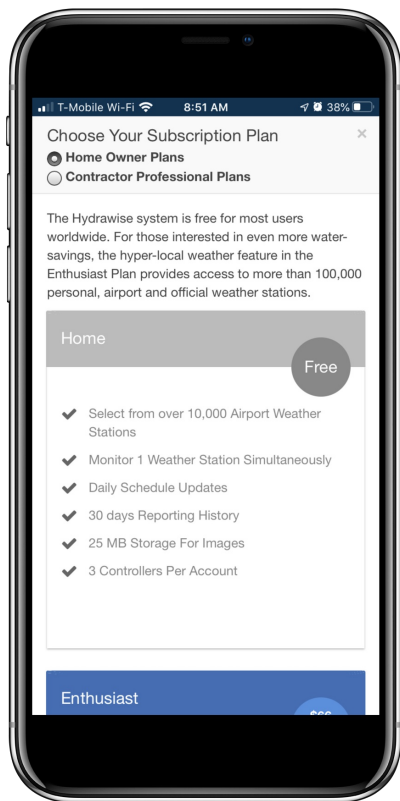 T-Mobile Wi-Fi 8:51 AM 38%
Choose Your Subscription Plan ×
Home Owner Plans
Contractor Professional Plans
The Hydrawise system is free for most users
worldwide. For those interested in even more water-
savings, the hyper-local weather feature in the
Enthusiast Plan provides access to more than 100,000
personal, airport and official weather stations.
Home
Free
Select from over 10,000 Airport Weather
Stations
Monitor 1 Weather Station Simultaneously
Daily Schedule Updates
30 days Reporting History
25 MB Storage For Images
3 Controllers Per Account
Enthusiast